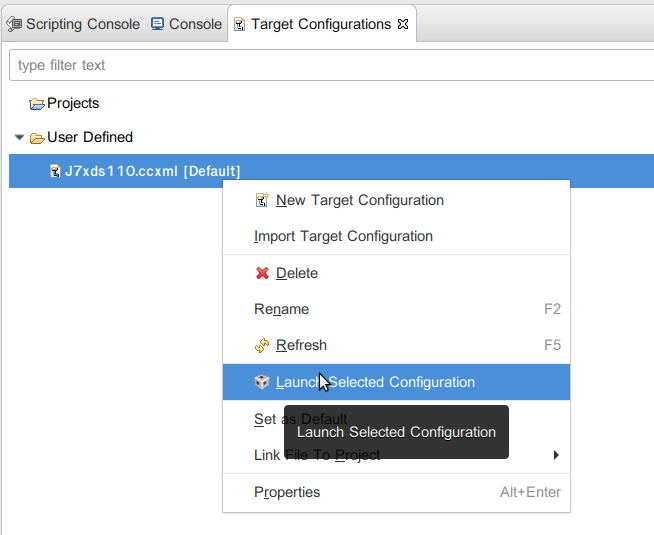 Scripting Console Console Target Configurations
type filter text
Projects
User Defined
J7xds110.ccxml [Default]
New Target Configuration
Import Target Configuration
Delete
Rename F2
Refresh F5
Launch Selected Configuration
Set as Default
Launch Selected Configuration
Link File To Project
Properties Alt+Enter